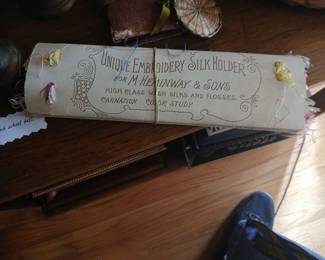 UNIQUE EMBROIDERY SILK HOLDER
FOR M. HEMINWAY & SONS
HIGH CLASS WASH SILKS AND FLOSSES.
CARNATION COLOR STUDY.